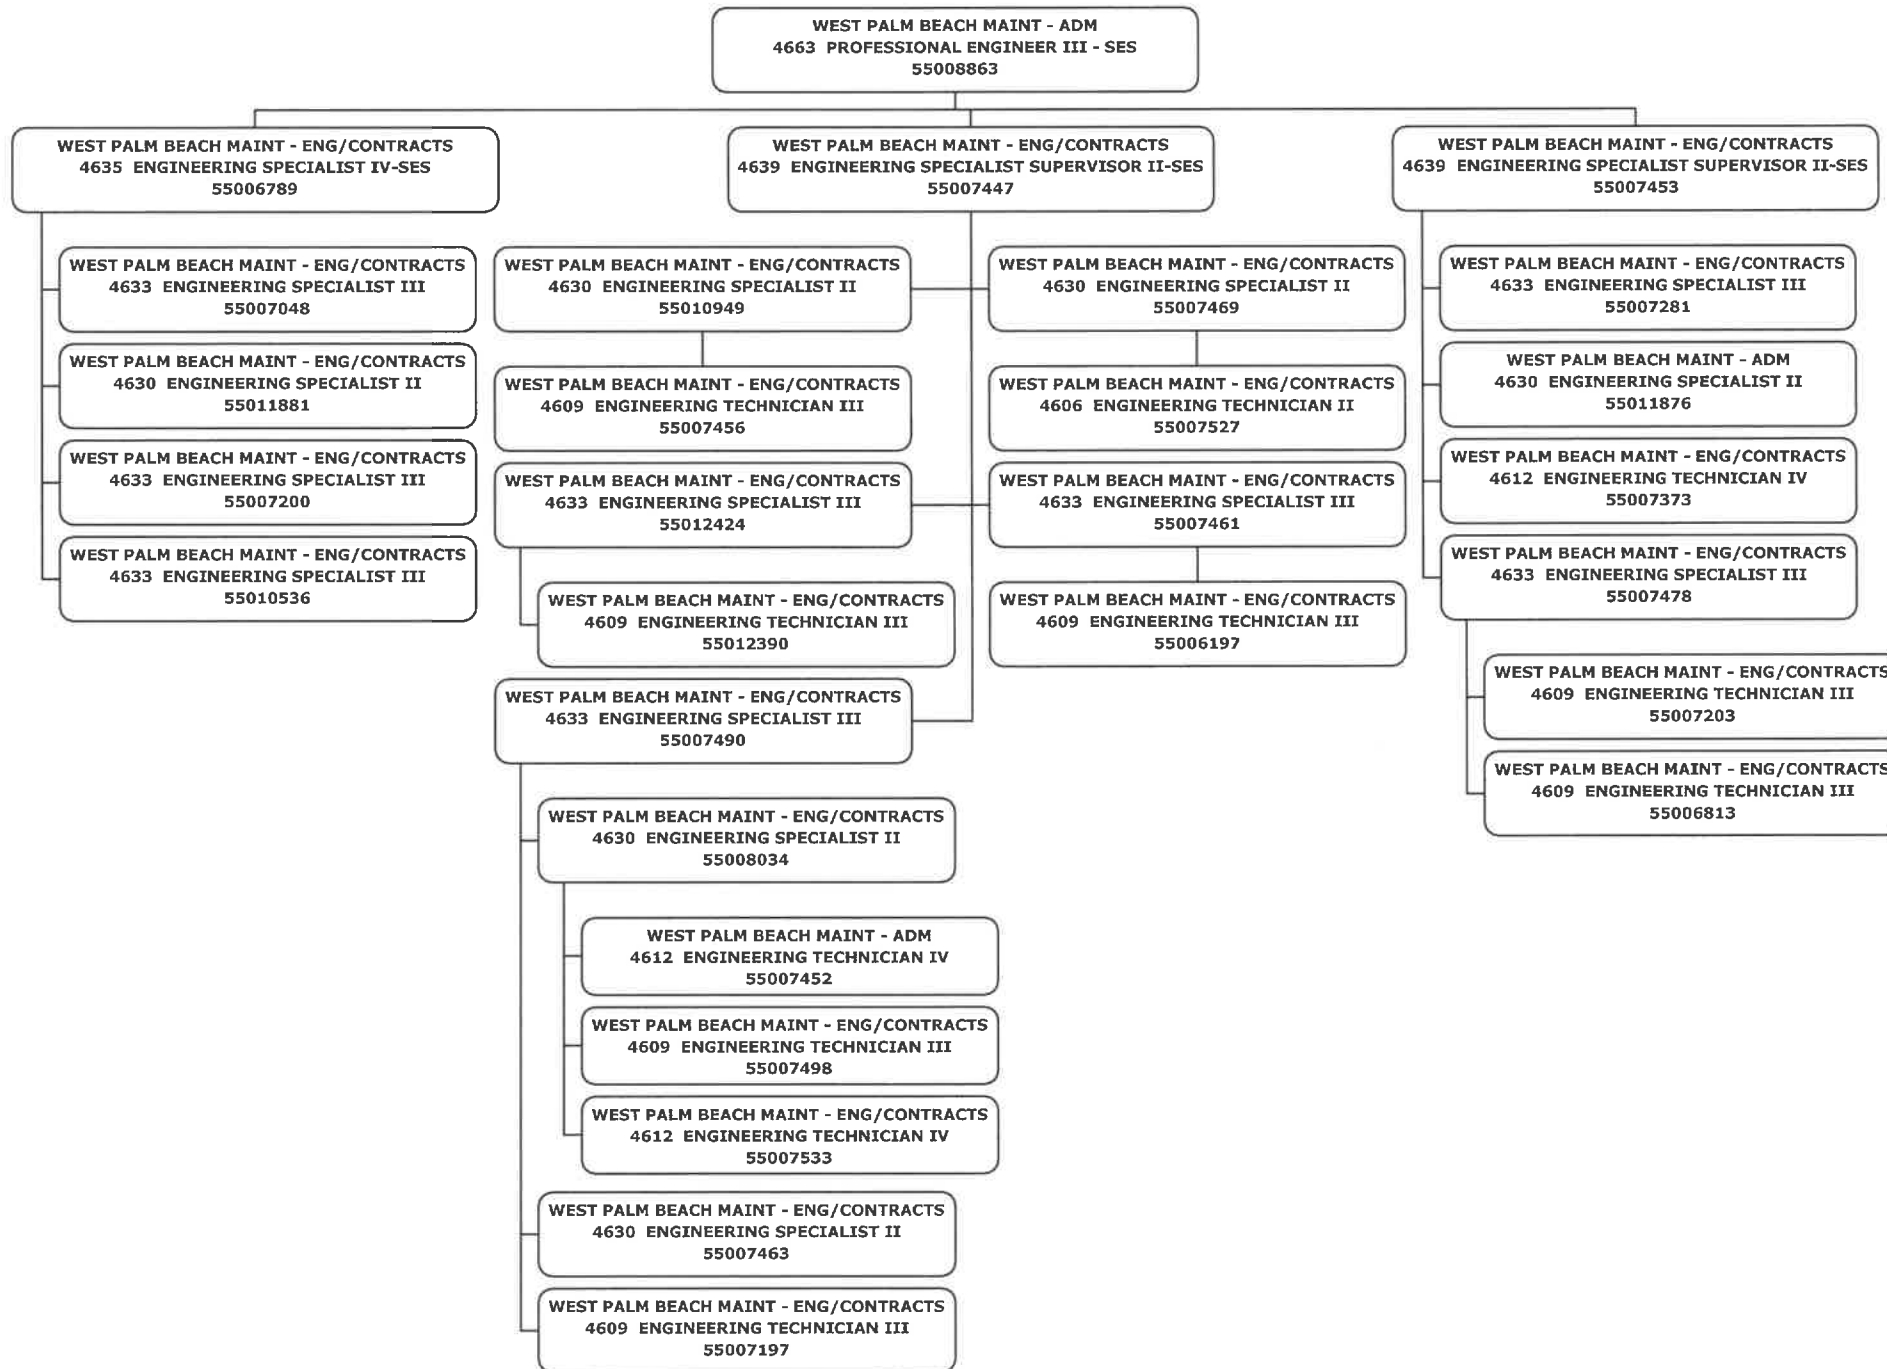 WEST PALM BEACH MAINT - ADM
4663 PROFESSIONAL ENGINEER III - SES
55008863
WEST PALM BEACH MAINT - ENG/CONTRACTS
4635 ENGINEERING SPECIALIST IV-SES
55006789
WEST PALM BEACH MAINT - ENG/CONTRACTS
4633 ENGINEERING SPECIALIST III
55007048
WEST PALM BEACH MAINT - ENG/CONTRACTS
4630 ENGINEERING SPECIALIST II
55011881
WEST PALM BEACH MAINT - ENG/CONTRACTS
4633 ENGINEERING SPECIALIST III
55007200
WEST PALM BEACH MAINT - ENG/CONTRACTS
4633 ENGINEERING SPECIALIST III
55010536
WEST PALM BEACH MAINT - ENG/CONTRACTS
4639 ENGINEERING SPECIALIST SUPERVISOR II-SES
55007447
WEST PALM BEACH MAINT - ENG/CONTRACTS
4630 ENGINEERING SPECIALIST II
55010949
WEST PALM BEACH MAINT - ENG/CONTRACTS
4609 ENGINEERING TECHNICIAN III
55007456
WEST PALM BEACH MAINT - ENG/CONTRACTS
4630 ENGINEERING SPECIALIST II
55007469
WEST PALM BEACH MAINT - ENG/CONTRACTS
4606 ENGINEERING TECHNICIAN II
55007527
WEST PALM BEACH MAINT - ENG/CONTRACTS
4633 ENGINEERING SPECIALIST III
55012424
WEST PALM BEACH MAINT - ENG/CONTRACTS
4609 ENGINEERING TECHNICIAN III
55012390
WEST PALM BEACH MAINT - ENG/CONTRACTS
4633 ENGINEERING SPECIALIST III
55007461
WEST PALM BEACH MAINT - ENG/CONTRACTS
4609 ENGINEERING TECHNICIAN III
55006197
WEST PALM BEACH MAINT - ENG/CONTRACTS
4633 ENGINEERING SPECIALIST III
55007490
WEST PALM BEACH MAINT - ENG/CONTRACTS
4630 ENGINEERING SPECIALIST II
55008034
WEST PALM BEACH MAINT - ADM
4612 ENGINEERING TECHNICIAN IV
55007452
WEST PALM BEACH MAINT - ENG/CONTRACTS
4609 ENGINEERING TECHNICIAN III
55007498
WEST PALM BEACH MAINT - ENG/CONTRACTS
4612 ENGINEERING TECHNICIAN IV
55007533
WEST PALM BEACH MAINT - ENG/CONTRACTS
4630 ENGINEERING SPECIALIST II
55007463
WEST PALM BEACH MAINT - ENG/CONTRACTS
4609 ENGINEERING TECHNICIAN III
55007197
WEST PALM BEACH MAINT - ENG/CONTRACTS
4639 ENGINEERING SPECIALIST SUPERVISOR II-SES
55007453
WEST PALM BEACH MAINT - ENG/CONTRACTS
4633 ENGINEERING SPECIALIST III
55007281
WEST PALM BEACH MAINT - ADM
4630 ENGINEERING SPECIALIST II
55011876
WEST PALM BEACH MAINT - ENG/CONTRACTS
4612 ENGINEERING TECHNICIAN IV
55007373
WEST PALM BEACH MAINT - ENG/CONTRACTS
4633 ENGINEERING SPECIALIST III
55007478
WEST PALM BEACH MAINT - ENG/CONTRACTS
4609 ENGINEERING TECHNICIAN III
55007203
WEST PALM BEACH MAINT - ENG/CONTRACTS
4609 ENGINEERING TECHNICIAN III
55006813